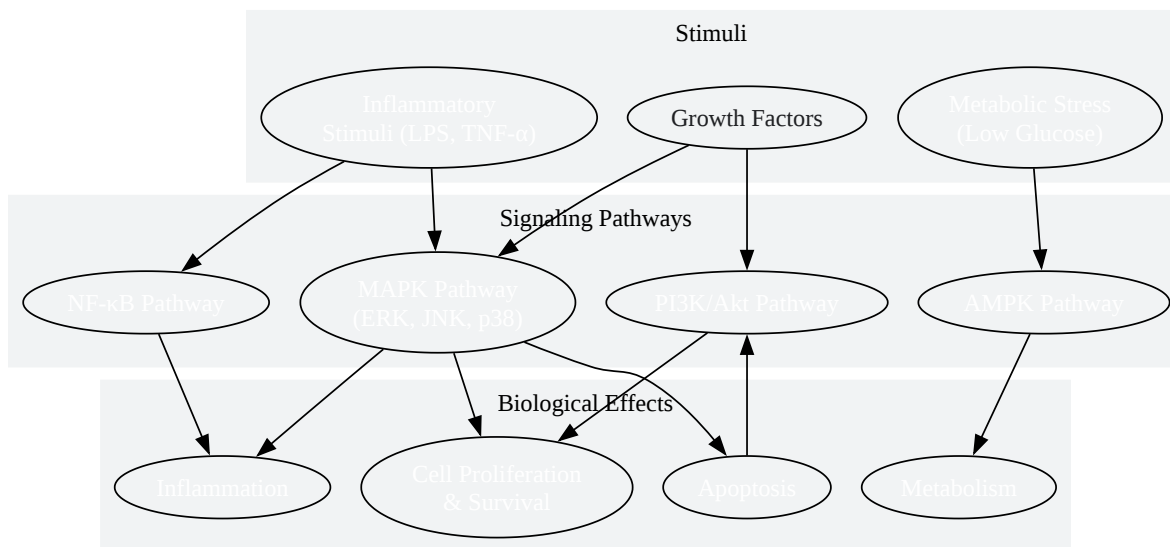 Stimuli
Inflammatory
Stimuli (LPS, TNF-α)
Growth Factors
Metabolic Stress
(Low Glucose)
Signaling Pathways
NF-κB Pathway
MAPK Pathway
(ERK, JNK, p38)
PI3K/Akt Pathway
AMPK Pathway
Biological Effects
Inflammation
Cell Proliferation
& Survival
Apoptosis
Metabolism